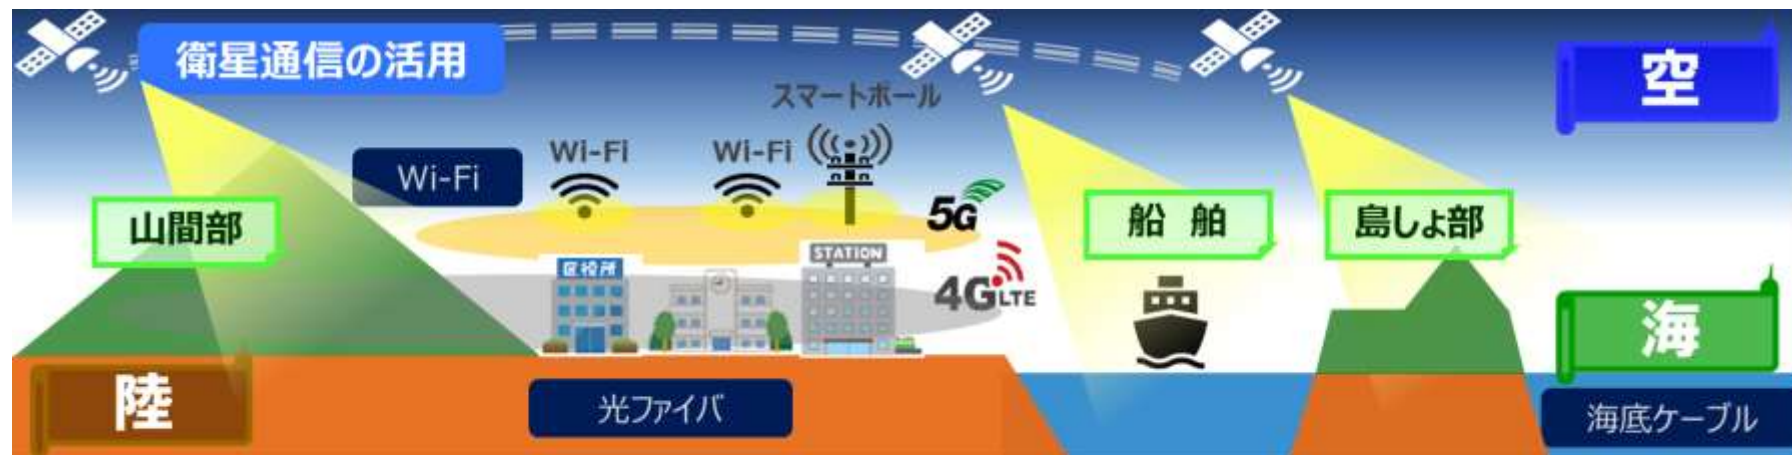 衛星通信の活用
空
スマートポール
Wi-Fi
Wi-Fi
Wi-Fi
5G
山間部
船 舶
島しょ部
STATION
区役所
4G LTE
海
陸
光ファイバ
海底ケーブル